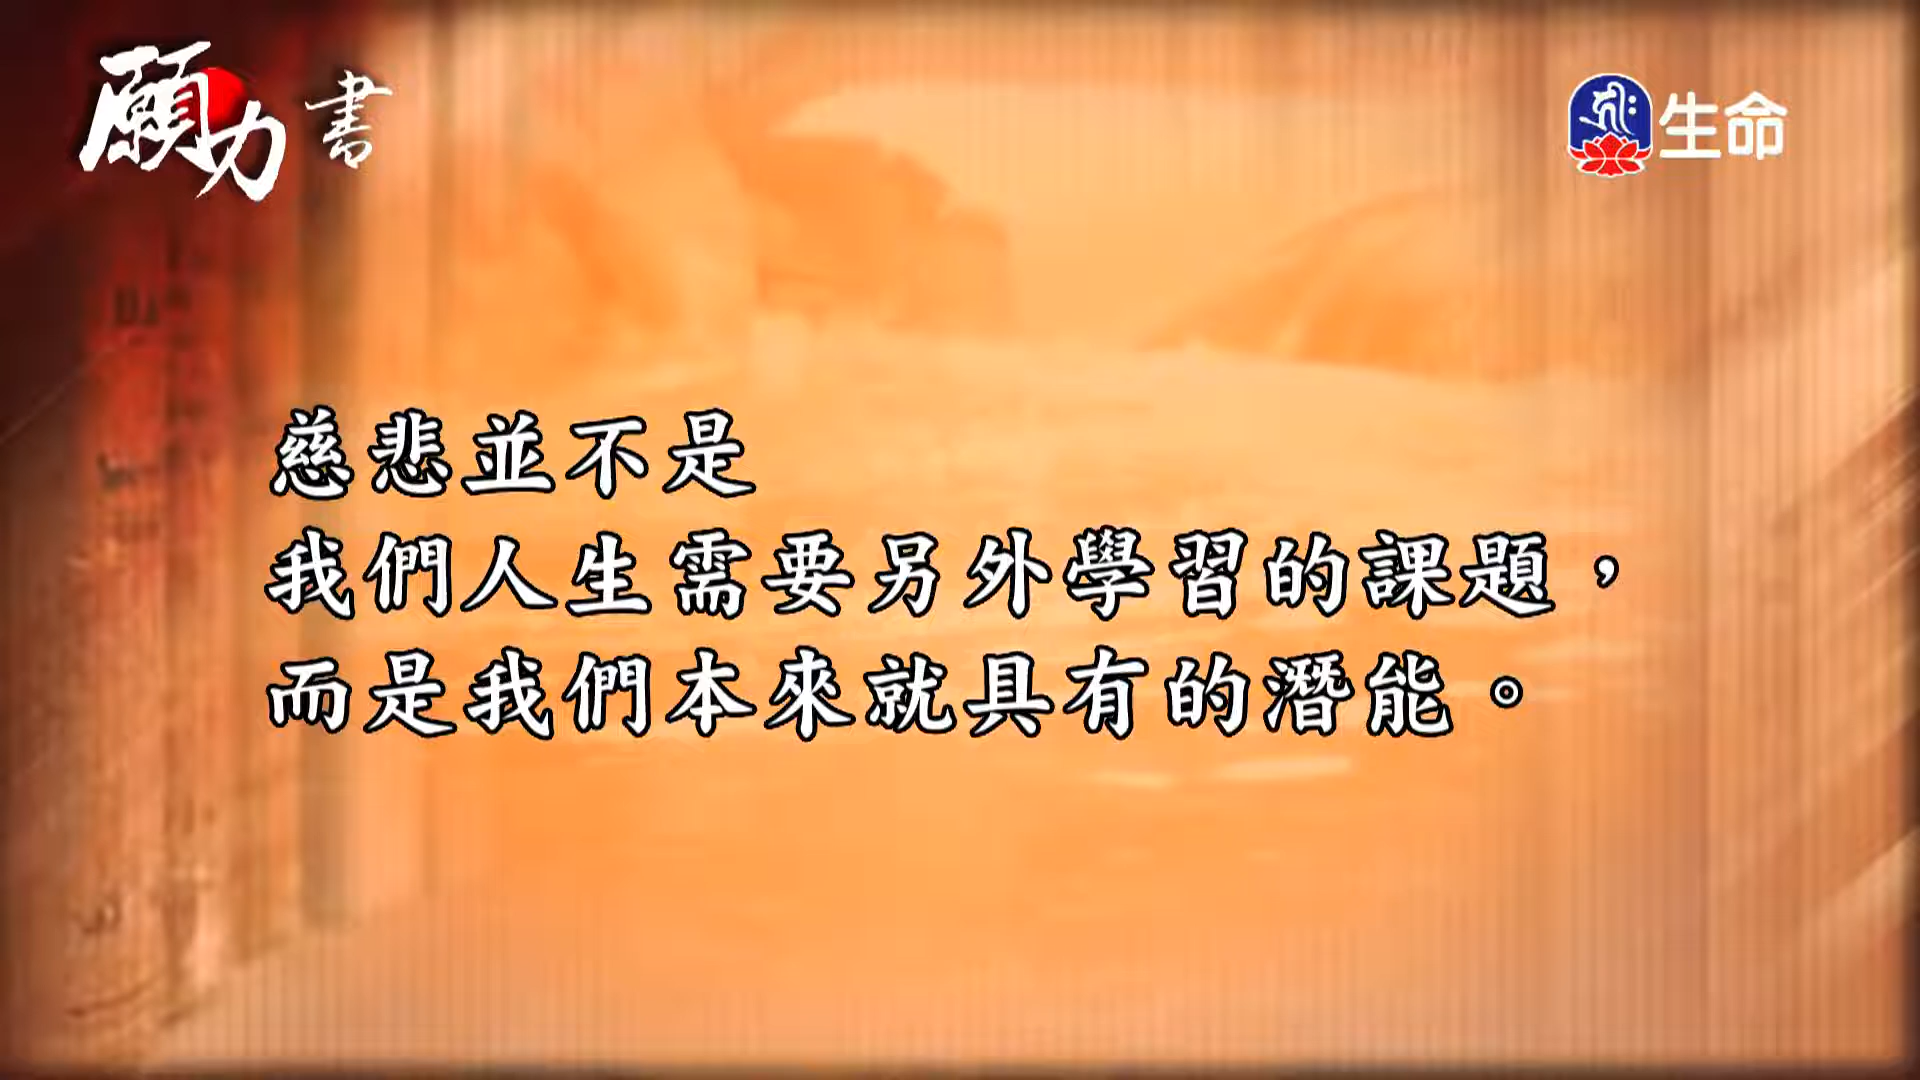 願力書
生命
慈悲並不是
我們人生需要另外學習的課題，
而是我們本來就具有的潛能。